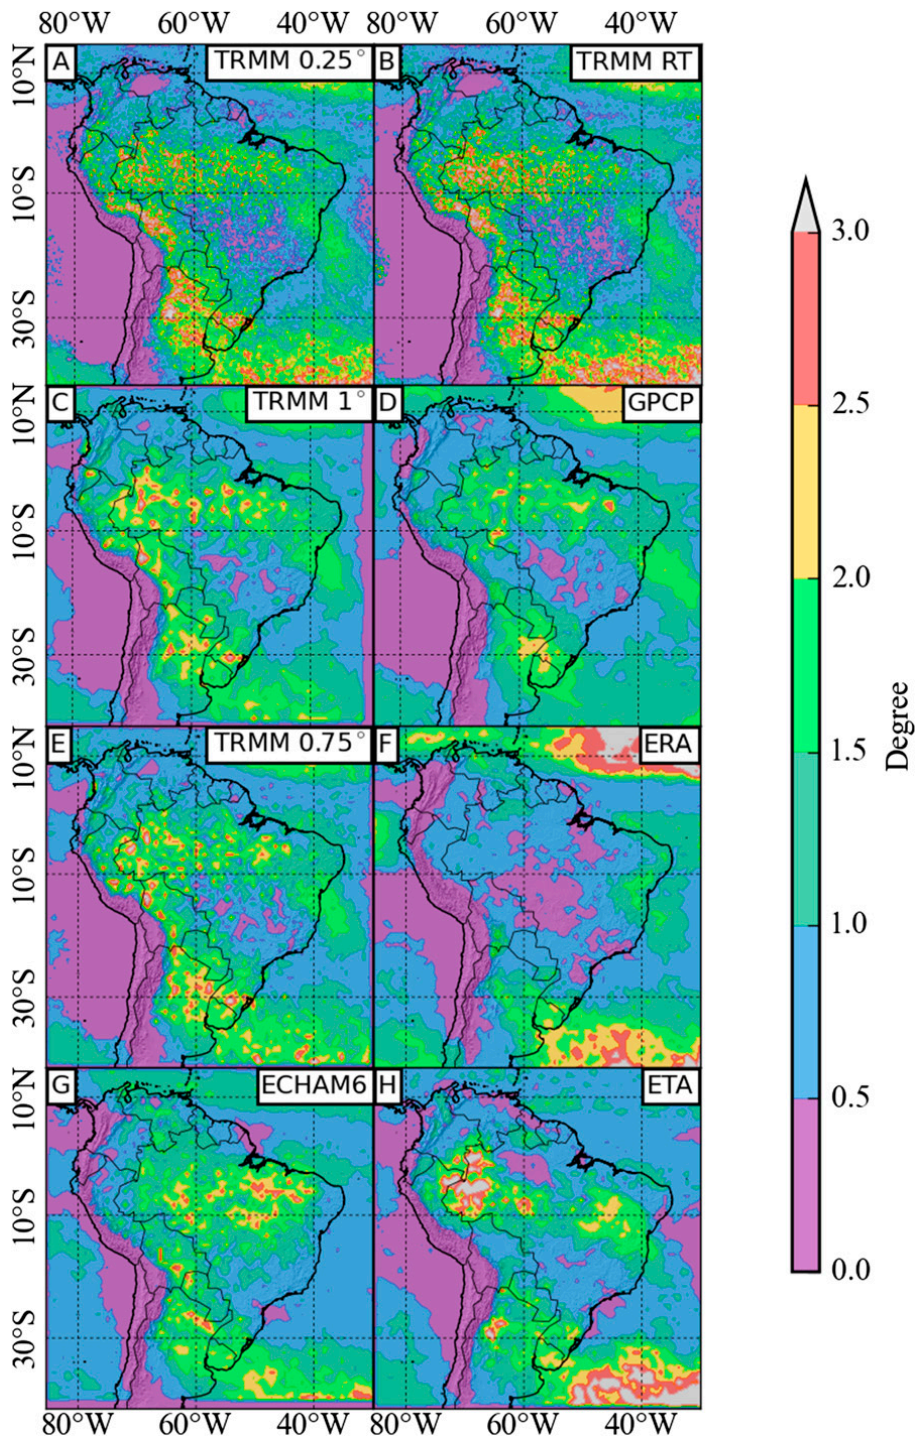 80°W 60°W 40°W 80°W 60°W 40°W
10°N A TRMM 0.25° B TRMM RT
10°S
30°S
10°N C TRMM 1° D GPCP
10°S
30°S
10°N E TRMM 0.75° F ERA
10°S
30°S
10°N G ECHAM6 H ETA
10°S
30°S
80°W 60°W 40°W 80°W 60°W 40°W
3.0
2.5
2.0
1.5
1.0
0.5
0.0
Degree